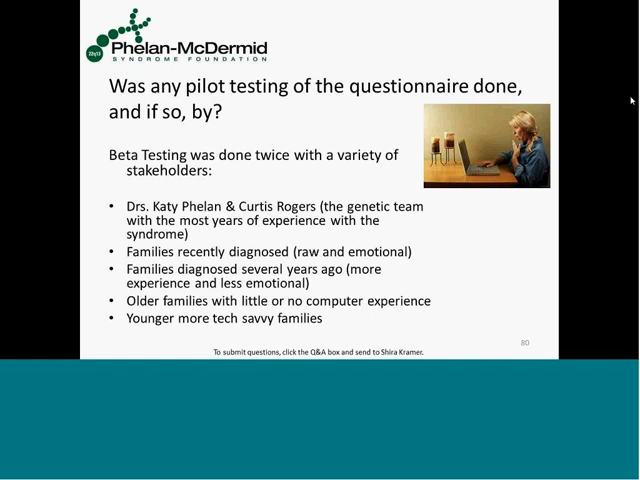 22q13
Phelan-McDermid
SYNDROME FOUNDATION
Was any pilot testing of the questionnaire done,
and if so, by?
Beta Testing was done twice with a variety of
stakeholders:
• Drs. Katy Phelan & Curtis Rogers (the genetic team
with the most years of experience with the
syndrome)
• Families recently diagnosed (raw and emotional)
• Families diagnosed several years ago (more
experience and less emotional)
• Older families with little or no computer experience
• Younger more tech savvy families
80
To submit questions, click the Q&A box and send to Shira Kramer.